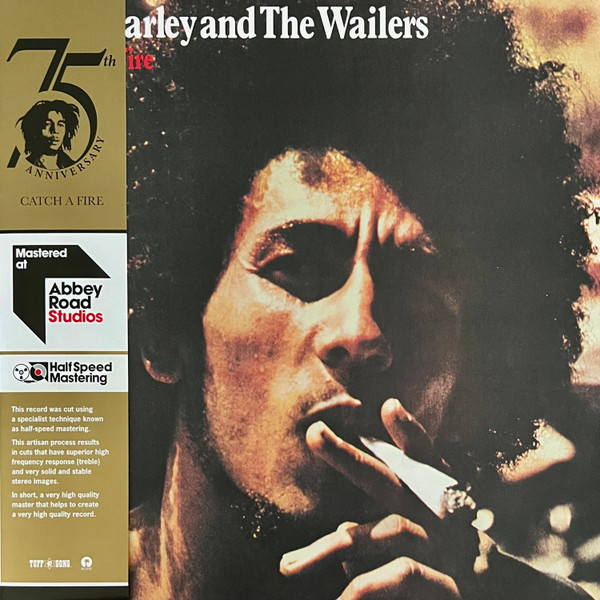 arley and The Wailers
ire
75th
ANNIVERSARY
CATCH A FIRE
Mastered
at
Abbey
Road
Studios
Half Speed
Mastering
This record was cut using
a specialist technique known
as half-speed mastering.
This artisan process results
in cuts that have superior high
frequency response (treble)
and very solid and stable
stereo images.
In short, a very high quality
master that helps to create
a very high quality record.
TUFF GONG